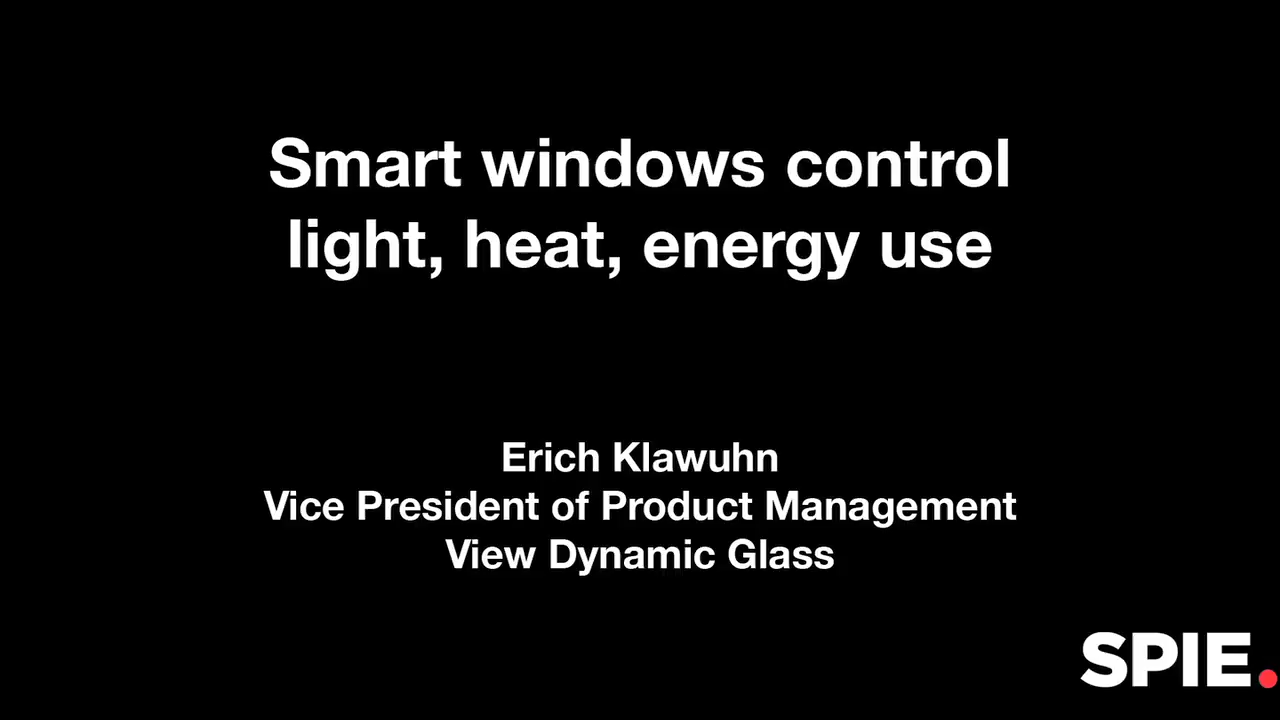 Smart windows control
light, heat, energy use
Erich Klawuhn
Vice President of Product Management
View Dynamic Glass
SPIE.